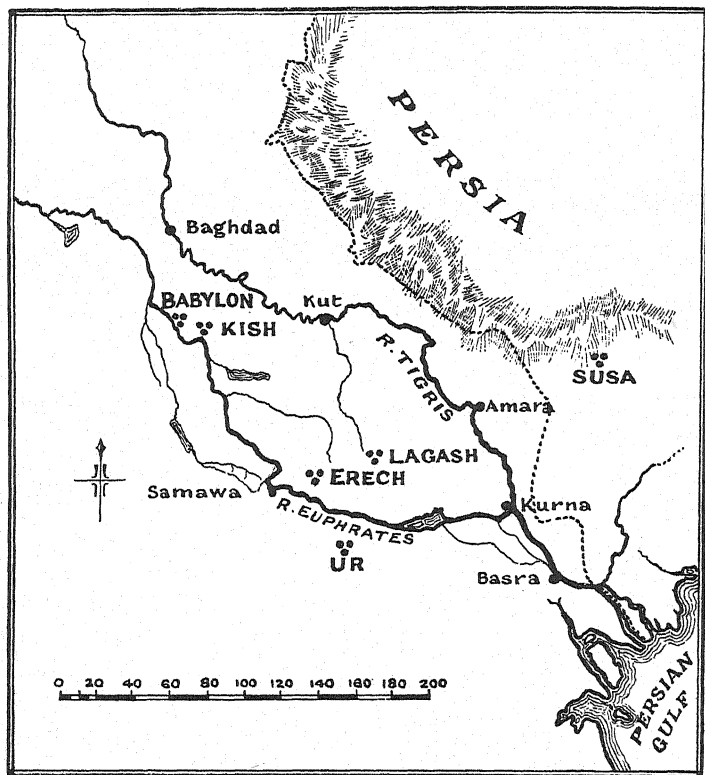 PERSIA
Baghdad
BABYLON
KISH
Kut
R. TIGRIS
SUSA
Amara
LAGASH
ERECH
Samawa
R. EUPHRATES
Kurna
UR
Basra
0 20 40 60 80 100 120 140 160 180 200
PERSIAN
GULF